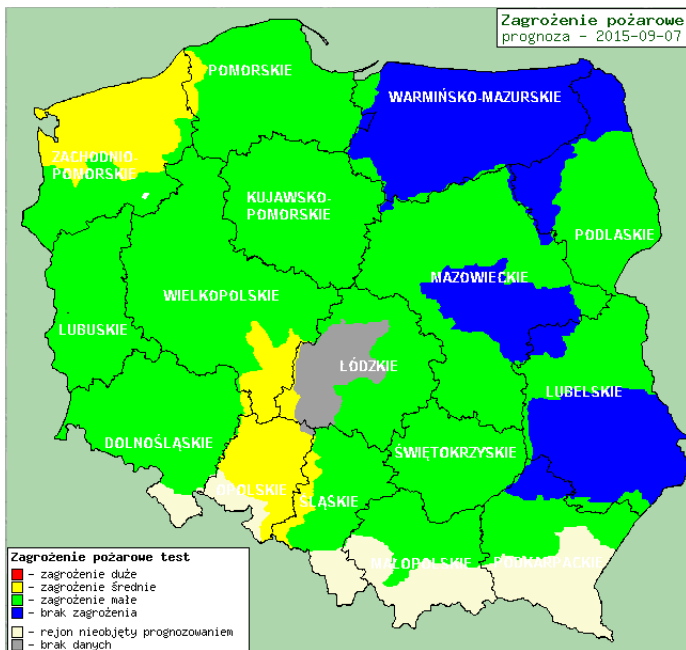 Zagrożenie pożarowe
prognoza - 2015-09-07
POMORSKIE
WARMIŃSKO-MAZURSKIE
ZACHODNIO-
POMORSKIE
KUJAWSKO-
POMORSKIE
PODLASKIE
MAZOWIECKIE
WIELKOPOLSKIE
LUBUSKIE
ŁÓDZKIE
LUBELSKIE
DOLNOŚLĄSKIE
ŚWIĘTOKRZYSKIE
OPOLSKIE
ŚLĄSKIE
MAŁOPOLSKIE
PODKARPACKIE
Zagrożenie pożarowe test
- zagrożenie duże
- zagrożenie średnie
- zagrożenie małe
- brak zagrożenia
- rejon nieobjęty prognozowaniem
- brak danych